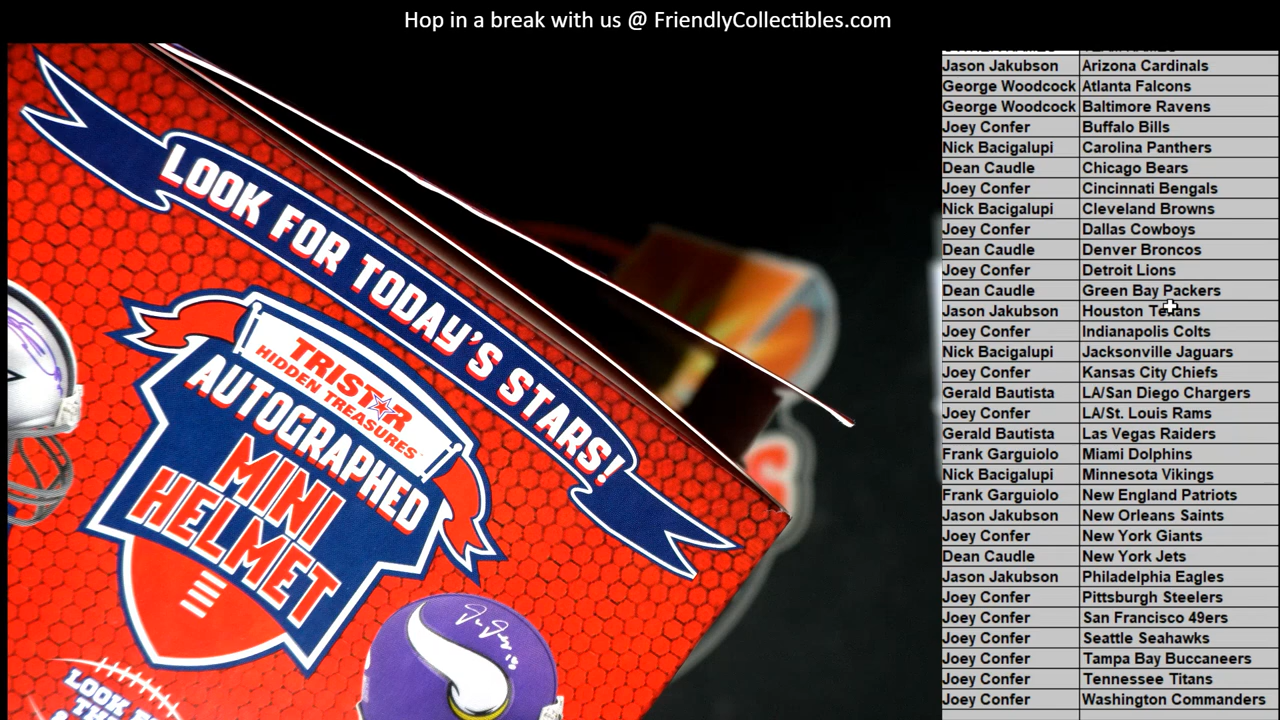 Hop in a break with us @ FriendlyCollectibles.com
LOOK FOR TODAY'S STARS!
TRISTAR
HIDDEN TREASURES
AUTOGRAPHED
MINI
HELMET
Jason Jakubson Arizona Cardinals
George Woodcock Atlanta Falcons
George Woodcock Baltimore Ravens
Joey Confer Buffalo Bills
Nick Bacigalupi Carolina Panthers
Dean Caudle Chicago Bears
Joey Confer Cincinnati Bengals
Nick Bacigalupi Cleveland Browns
Joey Confer Dallas Cowboys
Dean Caudle Denver Broncos
Joey Confer Detroit Lions
Dean Caudle Green Bay Packers
Jason Jakubson Houston Texans
Joey Confer Indianapolis Colts
Nick Bacigalupi Jacksonville Jaguars
Joey Confer Kansas City Chiefs
Gerald Bautista LA/San Diego Chargers
Joey Confer LA/St. Louis Rams
Gerald Bautista Las Vegas Raiders
Frank Garguiolo Miami Dolphins
Nick Bacigalupi Minnesota Vikings
Frank Garguiolo New England Patriots
Jason Jakubson New Orleans Saints
Joey Confer New York Giants
Dean Caudle New York Jets
Jason Jakubson Philadelphia Eagles
Joey Confer Pittsburgh Steelers
Joey Confer San Francisco 49ers
Joey Confer Seattle Seahawks
Joey Confer Tampa Bay Buccaneers
Joey Confer Tennessee Titans
Joey Confer Washington Commanders
LOOK